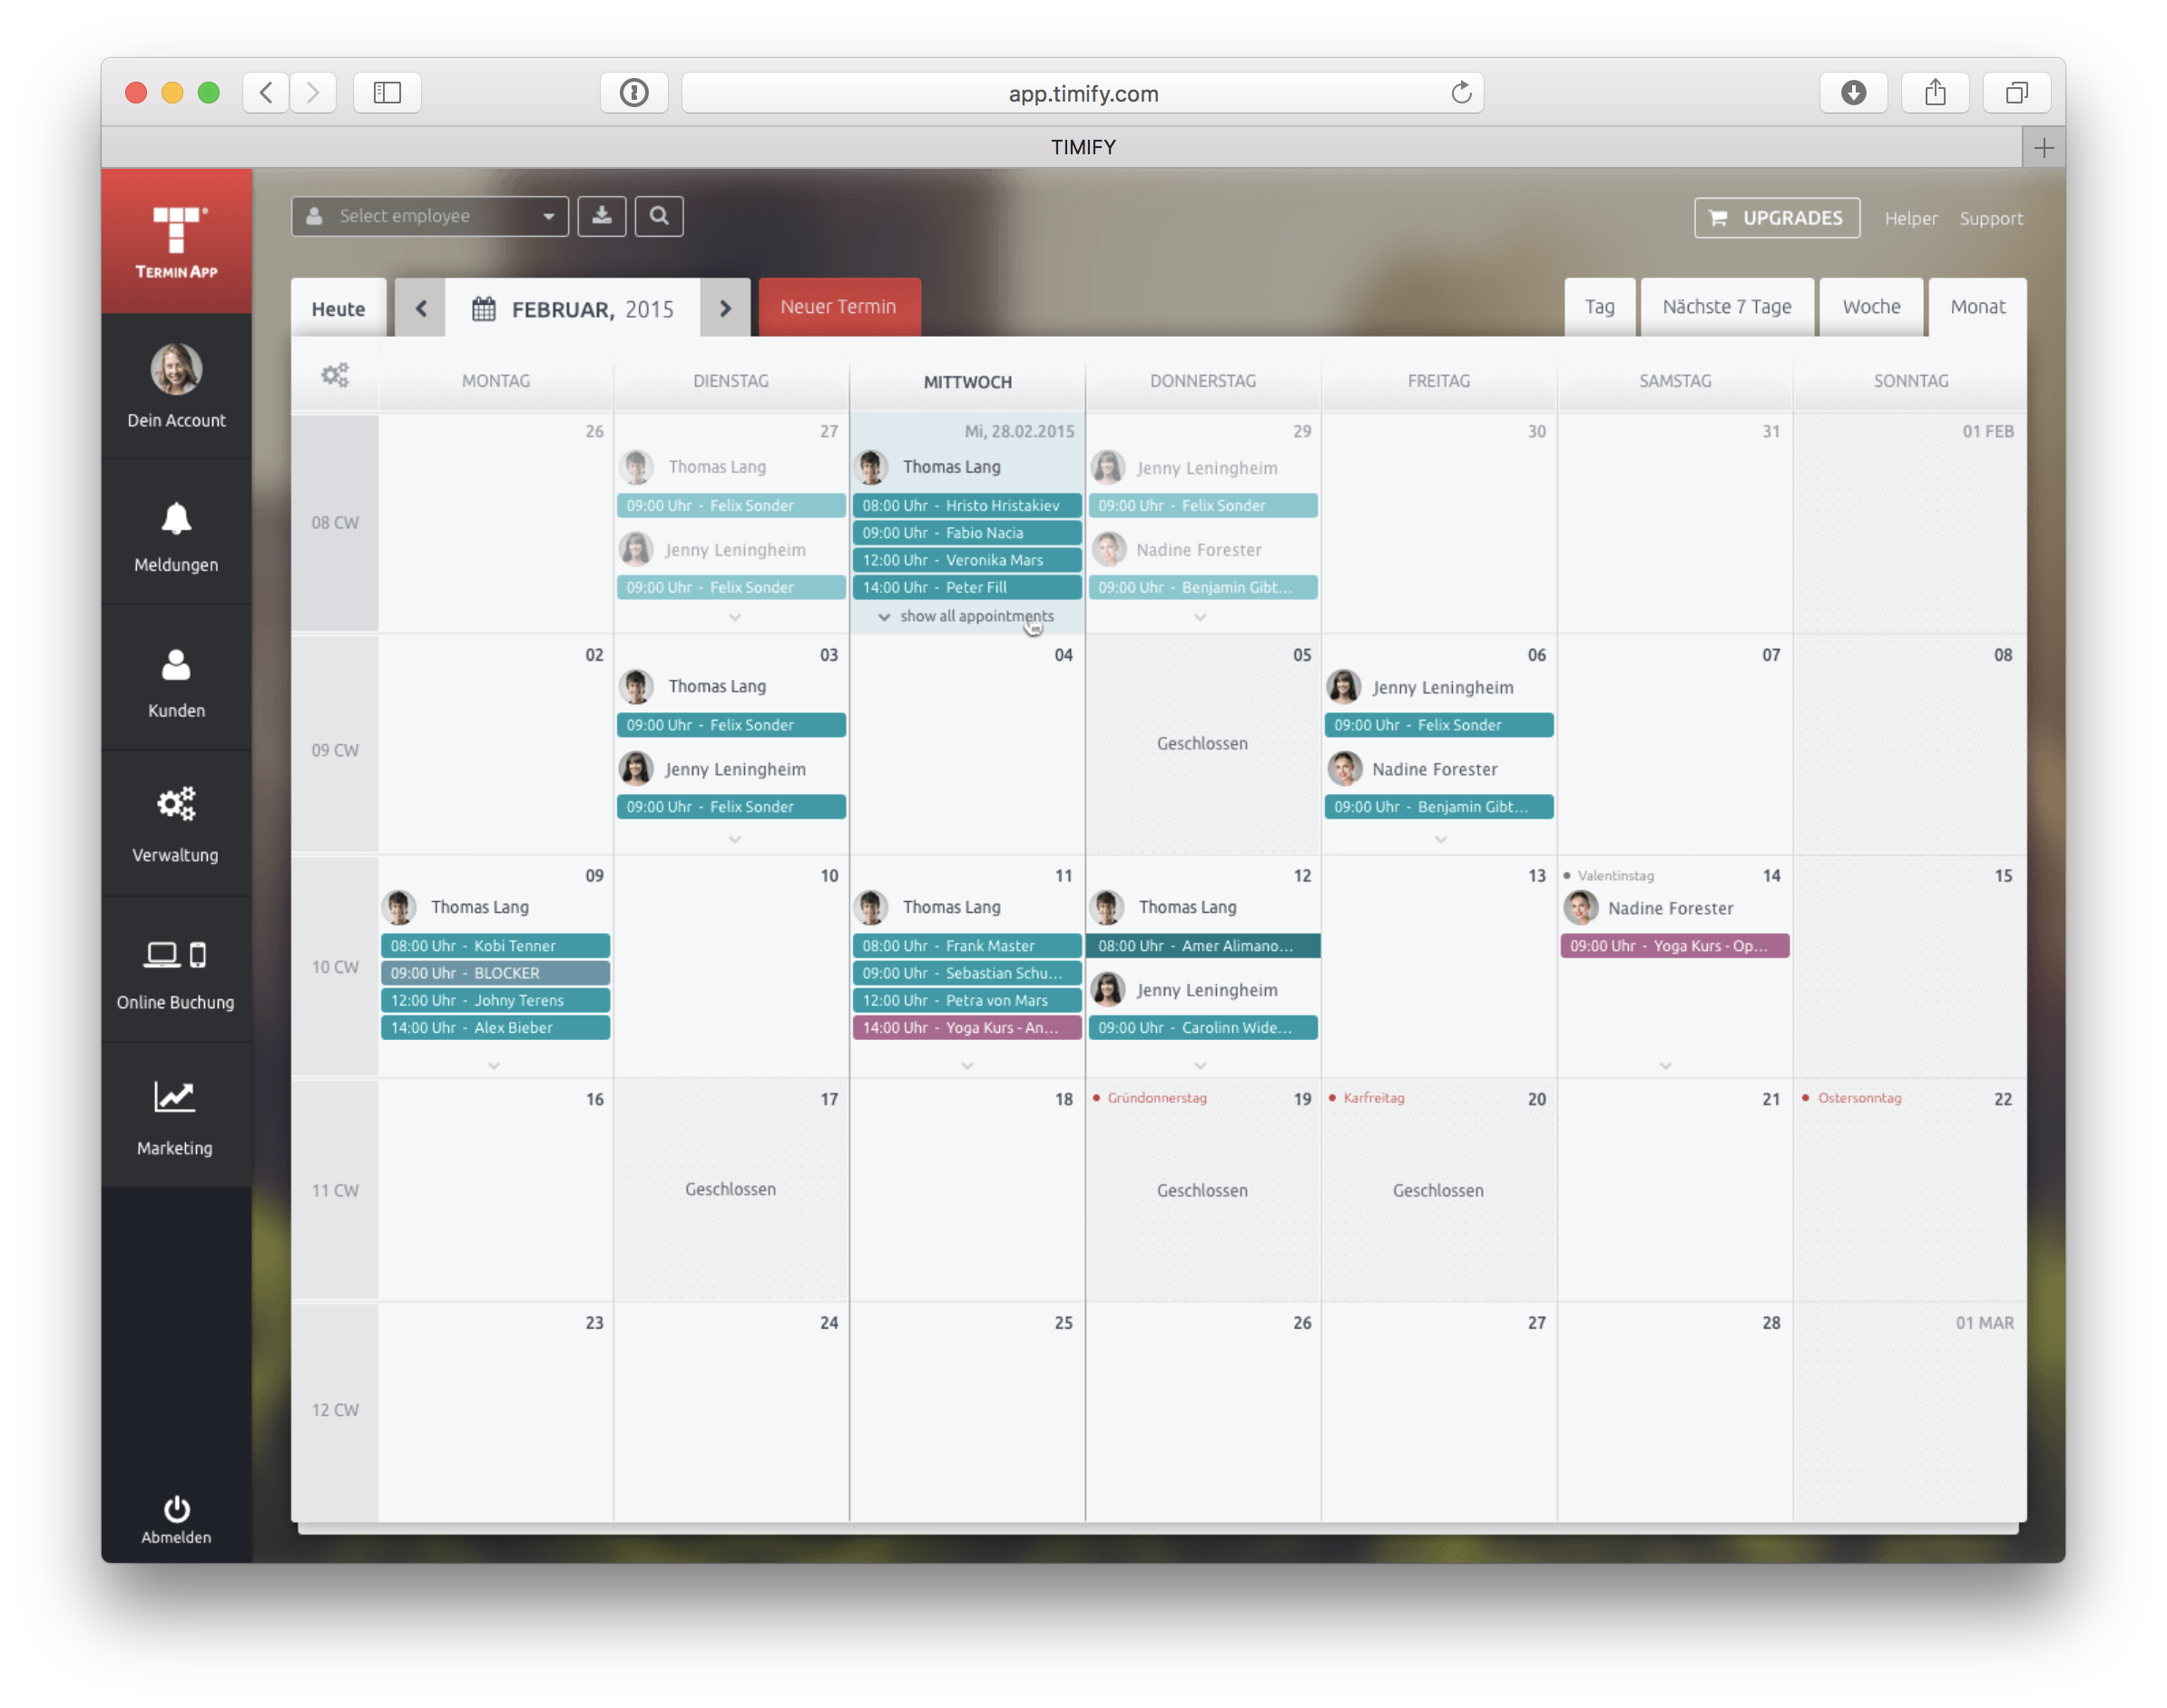 app.timify.com
TIMIFY
TERMIN APP
Select employee
UPGRADES
Helper
Support
Heute
FEBRUAR, 2015
Neuer Termin
Tag
Nächste 7 Tage
Woche
Monat
Dein Account
Meldungen
Kunden
Verwaltung
Online Buchung
Marketing
Abmelden
MONTAG
DIENSTAG
MITTWOCH
DONNERSTAG
FREITAG
SAMSTAG
SONNTAG
08 CW
26
27
Thomas Lang
09:00 Uhr - Felix Sonder
Jenny Leningheim
09:00 Uhr - Felix Sonder
Mi, 28.02.2015
Thomas Lang
08:00 Uhr - Hristo Hristakiev
09:00 Uhr - Fabio Nacia
12:00 Uhr - Veronika Mars
14:00 Uhr - Peter Fill
show all appointments
29
Jenny Leningheim
09:00 Uhr - Felix Sonder
Nadine Forester
09:00 Uhr - Benjamin Gibt...
30
31
01 FEB
09 CW
02
03
Thomas Lang
09:00 Uhr - Felix Sonder
Jenny Leningheim
09:00 Uhr - Felix Sonder
04
05
Geschlossen
06
Jenny Leningheim
09:00 Uhr - Felix Sonder
Nadine Forester
09:00 Uhr - Benjamin Gibt...
07
08
10 CW
09
Thomas Lang
08:00 Uhr - Kobi Tenner
09:00 Uhr - BLOCKER
12:00 Uhr - Johny Terens
14:00 Uhr - Alex Bieber
10
11
Thomas Lang
08:00 Uhr - Frank Master
09:00 Uhr - Sebastian Schu...
12:00 Uhr - Petra von Mars
14:00 Uhr - Yoga Kurs - An...
12
Thomas Lang
08:00 Uhr - Amer Alimano...
Jenny Leningheim
09:00 Uhr - Carolinn Wide...
13
Valentinstag 14
Nadine Forester
09:00 Uhr - Yoga Kurs - Op...
15
11 CW
16
17
Geschlossen
18
Gründonnerstag 19
Geschlossen
Karfreitag 20
Geschlossen
21
Ostersonntag 22
12 CW
23
24
25
26
27
28
01 MAR